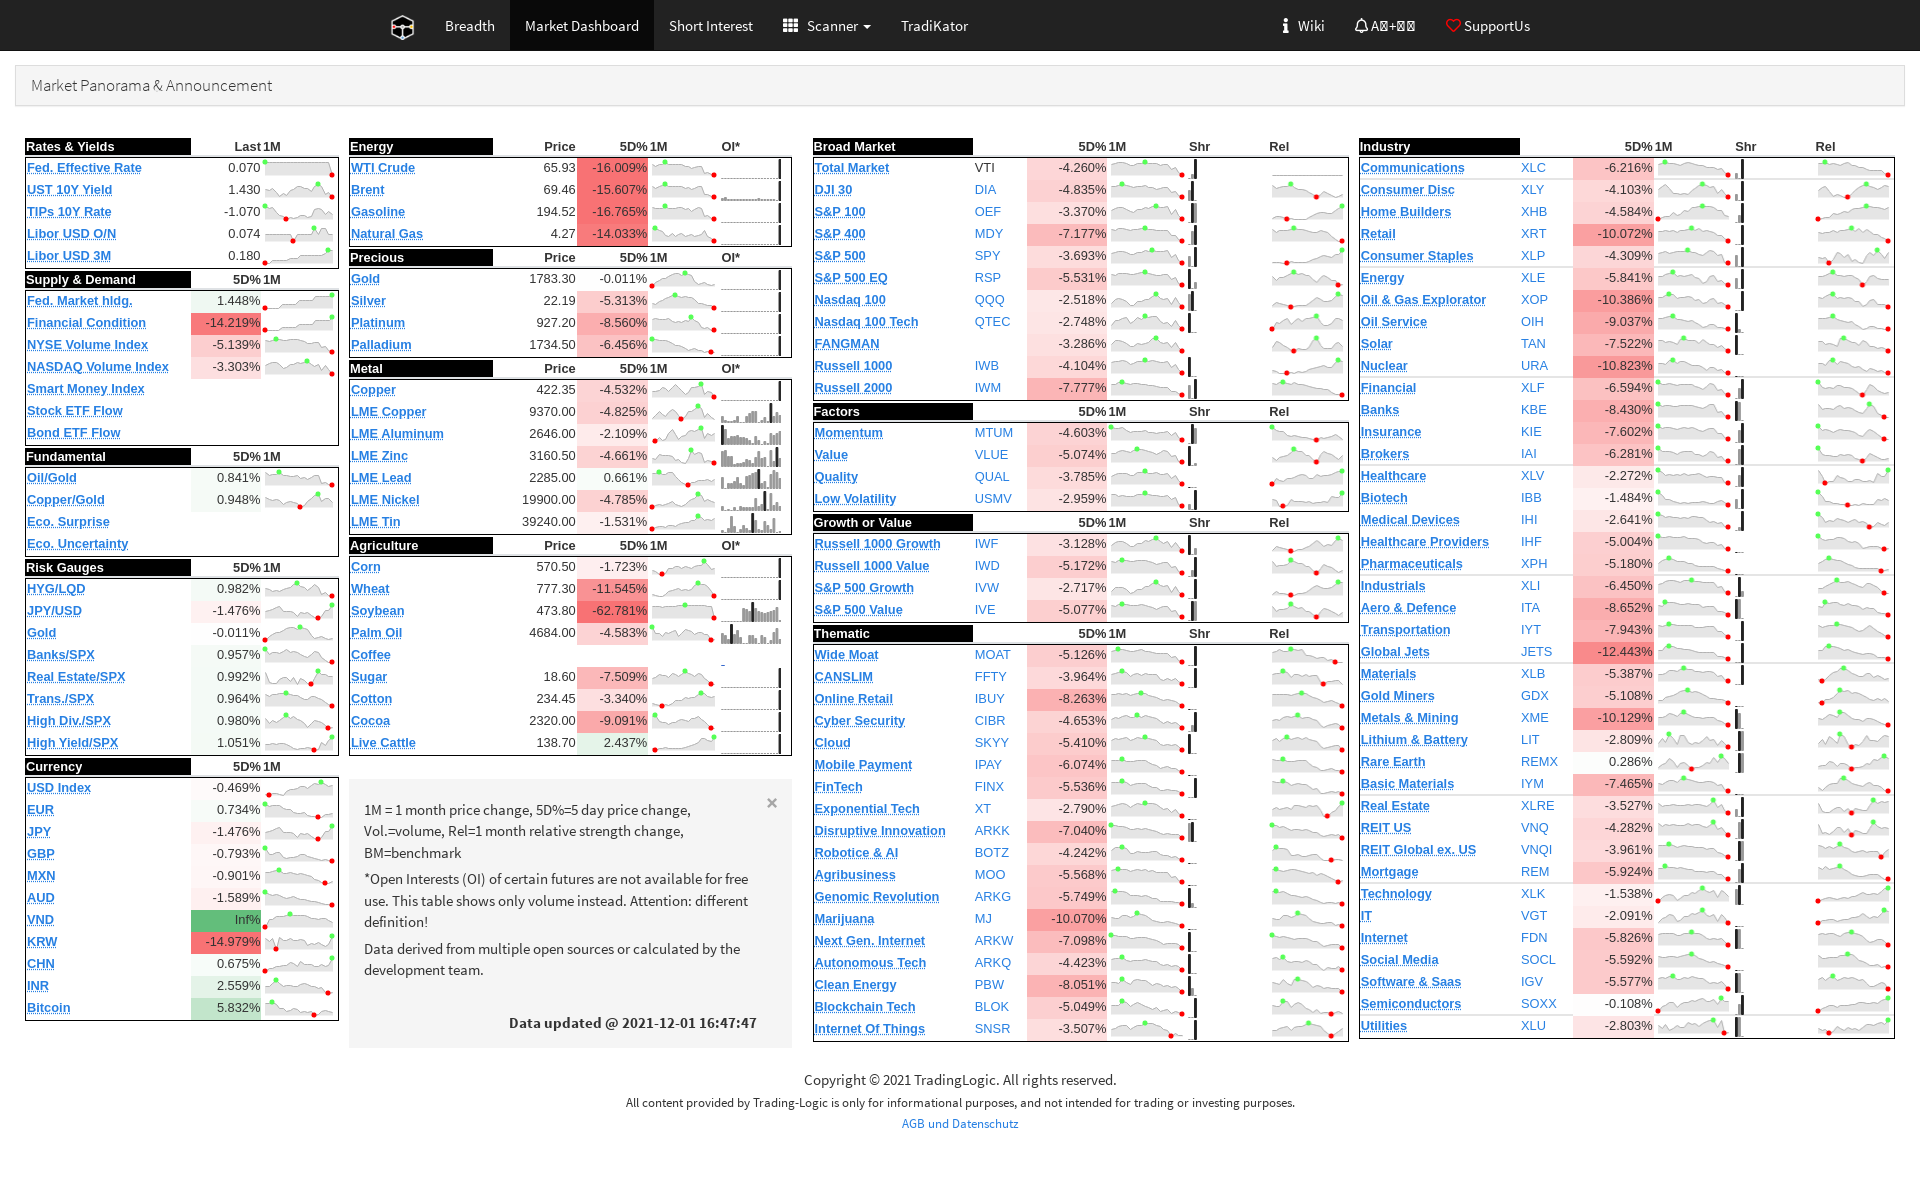 Breadth Market Dashboard Short Interest Scanner TradiKator Wiki SupportUs
Market Panorama & Announcement
Rates & Yields Last 1M
Fed. Effective Rate 0.070
UST 10Y Yield 1.430
TIPs 10Y Rate -1.070
Libor USD O/N 0.074
Libor USD 3M 0.180
Supply & Demand 5D% 1M
Fed. Market hldg. 1.448%
Financial Condition -14.219%
NYSE Volume Index -5.139%
NASDAQ Volume Index -3.303%
Smart Money Index
Stock ETF Flow
Bond ETF Flow
Fundamental 5D% 1M
Oil/Gold 0.841%
Copper/Gold 0.948%
Eco. Surprise
Eco. Uncertainty
Risk Gauges 5D% 1M
HYG/LQD 0.982%
JPY/USD -1.476%
Gold -0.011%
Banks/SPX 0.957%
Real Estate/SPX 0.992%
Trans./SPX 0.964%
High Div./SPX 0.980%
High Yield/SPX 1.051%
Currency 5D% 1M
USD Index -0.469%
EUR 0.734%
JPY -1.476%
GBP -0.793%
MXN -0.901%
AUD -1.589%
VND Inf%
KRW -14.979%
CHN 0.675%
INR 2.559%
Bitcoin 5.832%
Energy Price 5D% 1M OI*
WTI Crude 65.93 -16.009%
Brent 69.46 -15.607%
Gasoline 194.52 -16.765%
Natural Gas 4.27 -14.033%
Precious Price 5D% 1M OI*
Gold 1783.30 -0.011%
Silver 22.19 -5.313%
Platinum 927.20 -8.560%
Palladium 1734.50 -6.456%
Metal Price 5D% 1M OI*
Copper 422.35 -4.532%
LME Copper 9370.00 -4.825%
LME Aluminum 2646.00 -2.109%
LME Zinc 3160.50 -4.661%
LME Lead 2285.00 0.661%
LME Nickel 19900.00 -4.785%
LME Tin 39240.00 -1.531%
Agriculture Price 5D% 1M OI*
Corn 570.50 -1.723%
Wheat 777.30 -11.545%
Soybean 473.80 -62.781%
Palm Oil 4684.00 -4.583%
Coffee
Sugar 18.60 -7.509%
Cotton 234.45 -3.340%
Cocoa 2320.00 -9.091%
Live Cattle 138.70 2.437%
×
1M = 1 month price change, 5D%=5 day price change,
Vol.=volume, Rel=1 month relative strength change,
BM=benchmark
*Open Interests (OI) of certain futures are not available for free
use. This table shows only volume instead. Attention: different
definition!
Data derived from multiple open sources or calculated by the
development team.
Data updated @ 2021-12-01 16:47:47
Broad Market 5D% 1M Shr Rel
Total Market VTI -4.260%
DJI 30 DIA -4.835%
S&P 100 OEF -3.370%
S&P 400 MDY -7.177%
S&P 500 SPY -3.693%
S&P 500 EQ RSP -5.531%
Nasdaq 100 QQQ -2.518%
Nasdaq 100 Tech QTEC -2.748%
FANGMAN -3.286%
Russell 1000 IWB -4.104%
Russell 2000 IWM -7.777%
Factors 5D% 1M Shr Rel
Momentum MTUM -4.603%
Value VLUE -5.074%
Quality QUAL -3.785%
Low Volatility USMV -2.959%
Growth or Value 5D% 1M Shr Rel
Russell 1000 Growth IWF -3.128%
Russell 1000 Value IWD -5.172%
S&P 500 Growth IVW -2.717%
S&P 500 Value IVE -5.077%
Thematic 5D% 1M Shr Rel
Wide Moat MOAT -5.126%
CANSLIM FFTY -3.964%
Online Retail IBUY -8.263%
Cyber Security CIBR -4.653%
Cloud SKYY -5.410%
Mobile Payment IPAY -6.074%
FinTech FINX -5.536%
Exponential Tech XT -2.790%
Disruptive Innovation ARKK -7.040%
Robotice & AI BOTZ -4.242%
Agribusiness MOO -5.568%
Genomic Revolution ARKG -5.749%
Marijuana MJ -10.070%
Next Gen. Internet ARKW -7.098%
Autonomous Tech ARKQ -4.423%
Clean Energy PBW -8.051%
Blockchain Tech BLOK -5.049%
Internet Of Things SNSR -3.507%
Industry 5D% 1M Shr Rel
Communications XLC -6.216%
Consumer Disc XLY -4.103%
Home Builders XHB -4.584%
Retail XRT -10.072%
Consumer Staples XLP -4.309%
Energy XLE -5.841%
Oil & Gas Explorator XOP -10.386%
Oil Service OIH -9.037%
Solar TAN -7.522%
Nuclear URA -10.823%
Financial XLF -6.594%
Banks KBE -8.430%
Insurance KIE -7.602%
Brokers IAI -6.281%
Healthcare XLV -2.272%
Biotech IBB -1.484%
Medical Devices IHI -2.641%
Healthcare Providers IHF -5.004%
Pharmaceuticals XPH -5.180%
Industrials XLI -6.450%
Aero & Defence ITA -8.652%
Transportation IYT -7.943%
Global Jets JETS -12.443%
Materials XLB -5.387%
Gold Miners GDX -5.108%
Metals & Mining XME -10.129%
Lithium & Battery LIT -2.809%
Rare Earth REMX 0.286%
Basic Materials IYM -7.465%
Real Estate XLRE -3.527%
REIT US VNQ -4.282%
REIT Global ex. US VNQI -3.961%
Mortgage REM -5.924%
Technology XLK -1.538%
IT VGT -2.091%
Internet FDN -5.826%
Social Media SOCL -5.592%
Software & Saas IGV -5.577%
Semiconductors SOXX -0.108%
Utilities XLU -2.803%
Copyright © 2021 TradingLogic. All rights reserved.
All content provided by Trading-Logic is only for informational purposes, and not intended for trading or investing purposes.
AGB und Datenschutz